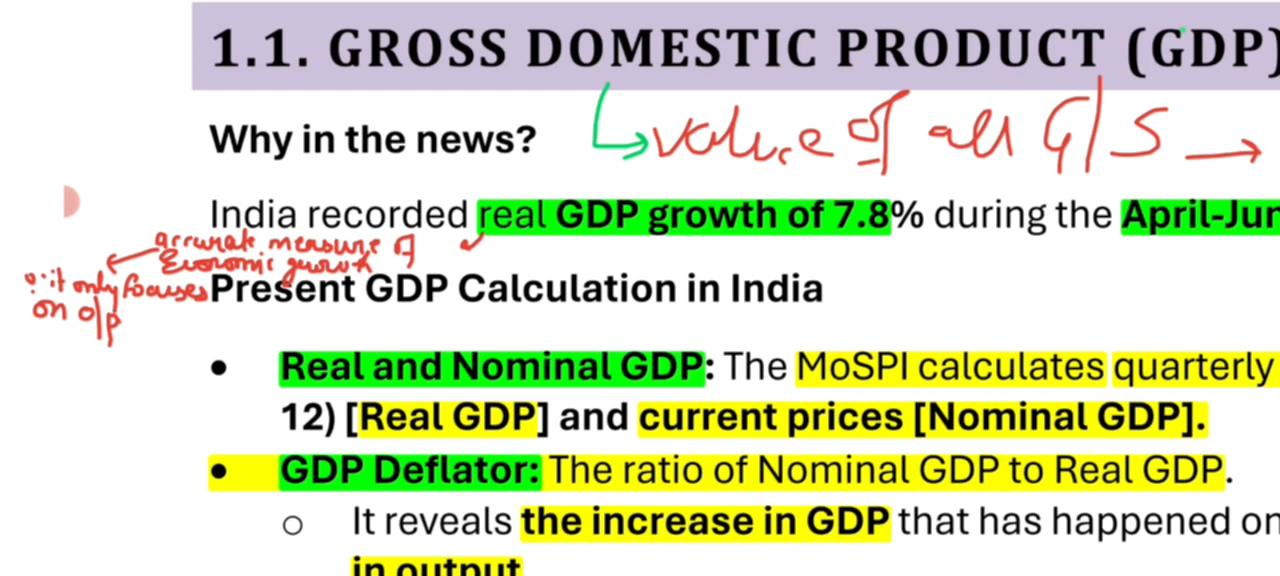 1.1. GROSS DOMESTIC PRODUCT (GDP)
value of all G/S →
Why in the news?
India recorded real GDP growth of 7.8% during the April-Jun
accurate measure of
Economic growth
∵ it only focuses
on o/p
Present GDP Calculation in India
• Real and Nominal GDP: The MoSPI calculates quarterly
12) [Real GDP] and current prices [Nominal GDP].
• GDP Deflator: The ratio of Nominal GDP to Real GDP.
○ It reveals the increase in GDP that has happened on
in output